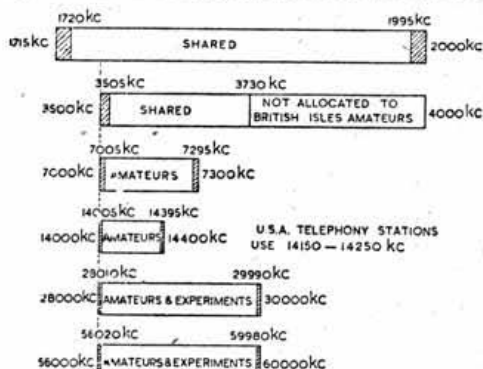 1720KC 1995KC
1715KC SHARED 2000KC
3505KC 3730KC
3500KC SHARED NOT ALLOCATED TO BRITISH ISLES AMATEURS 4000KC
7005KC 7295KC
7000KC AMATEURS 7300KC
14005KC 14395KC
14000KC AMATEURS 14400KC U.S.A. TELEPHONY STATIONS
USE 14150 — 14250 KC
28010KC 29990KC
28000KC AMATEURS & EXPERIMENTS 30000KC
56020KC 59980KC
56000KC AMATEURS & EXPERIMENTS 60000KC